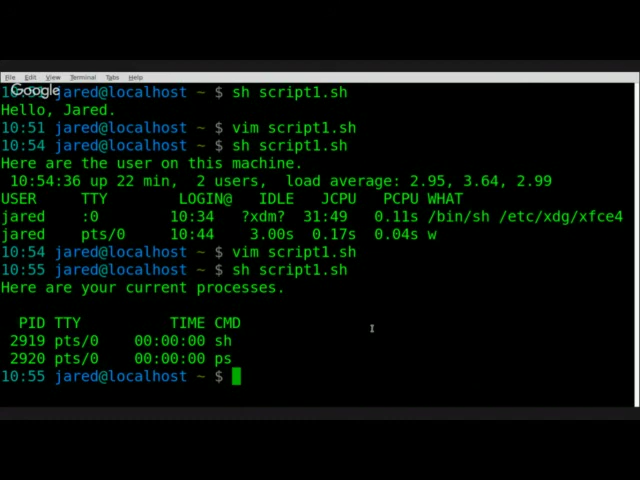 File Edit View Terminal Tabs Help
Google
jared@localhost ~ $ sh script1.sh
Hello, Jared.
10:51 jared@localhost ~ $ vim script1.sh
10:54 jared@localhost ~ $ sh script1.sh
Here are the user on this machine.
10:54:36 up 22 min, 2 users, load average: 2.95, 3.64, 2.99
USER TTY LOGIN@ IDLE JCPU PCPU WHAT
jared :0 10:34 ?xdm? 31:49 0.11s /bin/sh /etc/xdg/xfce4
jared pts/0 10:44 3.00s 0.17s 0.04s w
10:54 jared@localhost ~ $ vim script1.sh
10:55 jared@localhost ~ $ sh script1.sh
Here are your current processes.
PID TTY TIME CMD
2919 pts/0 00:00:00 sh
2920 pts/0 00:00:00 ps
10:55 jared@localhost ~ $